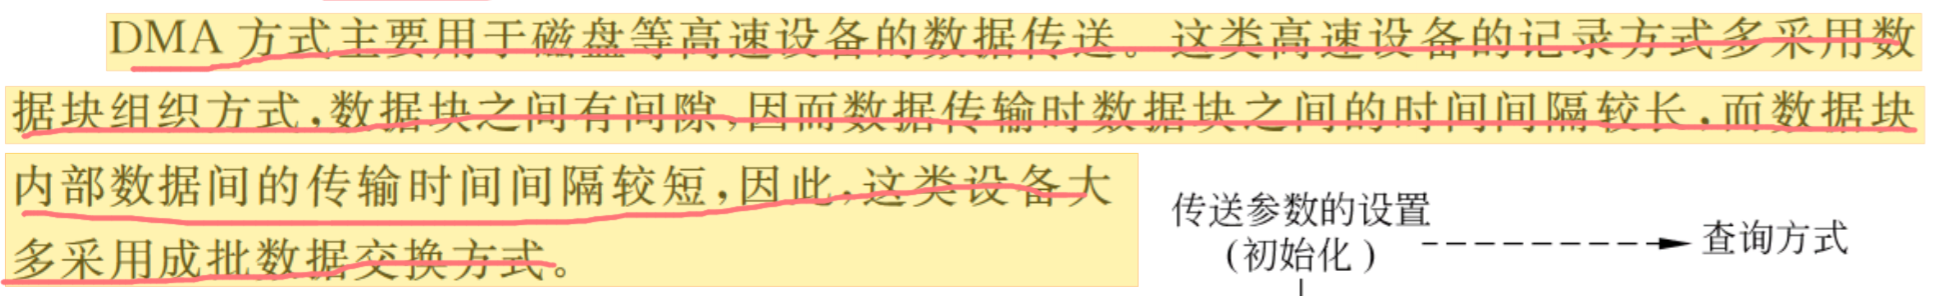 DMA 方式主要用于磁盘等高速设备的数据传送。这类高速设备的记录方式多采用数
据块组织方式,数据块之间有间隙,因而数据传输时数据块之间的时间间隔较长,而数据块
内部数据间的传输时间间隔较短,因此,这类设备大
多采用成批数据交换方式。
传送参数的设置
(初始化)
查询方式